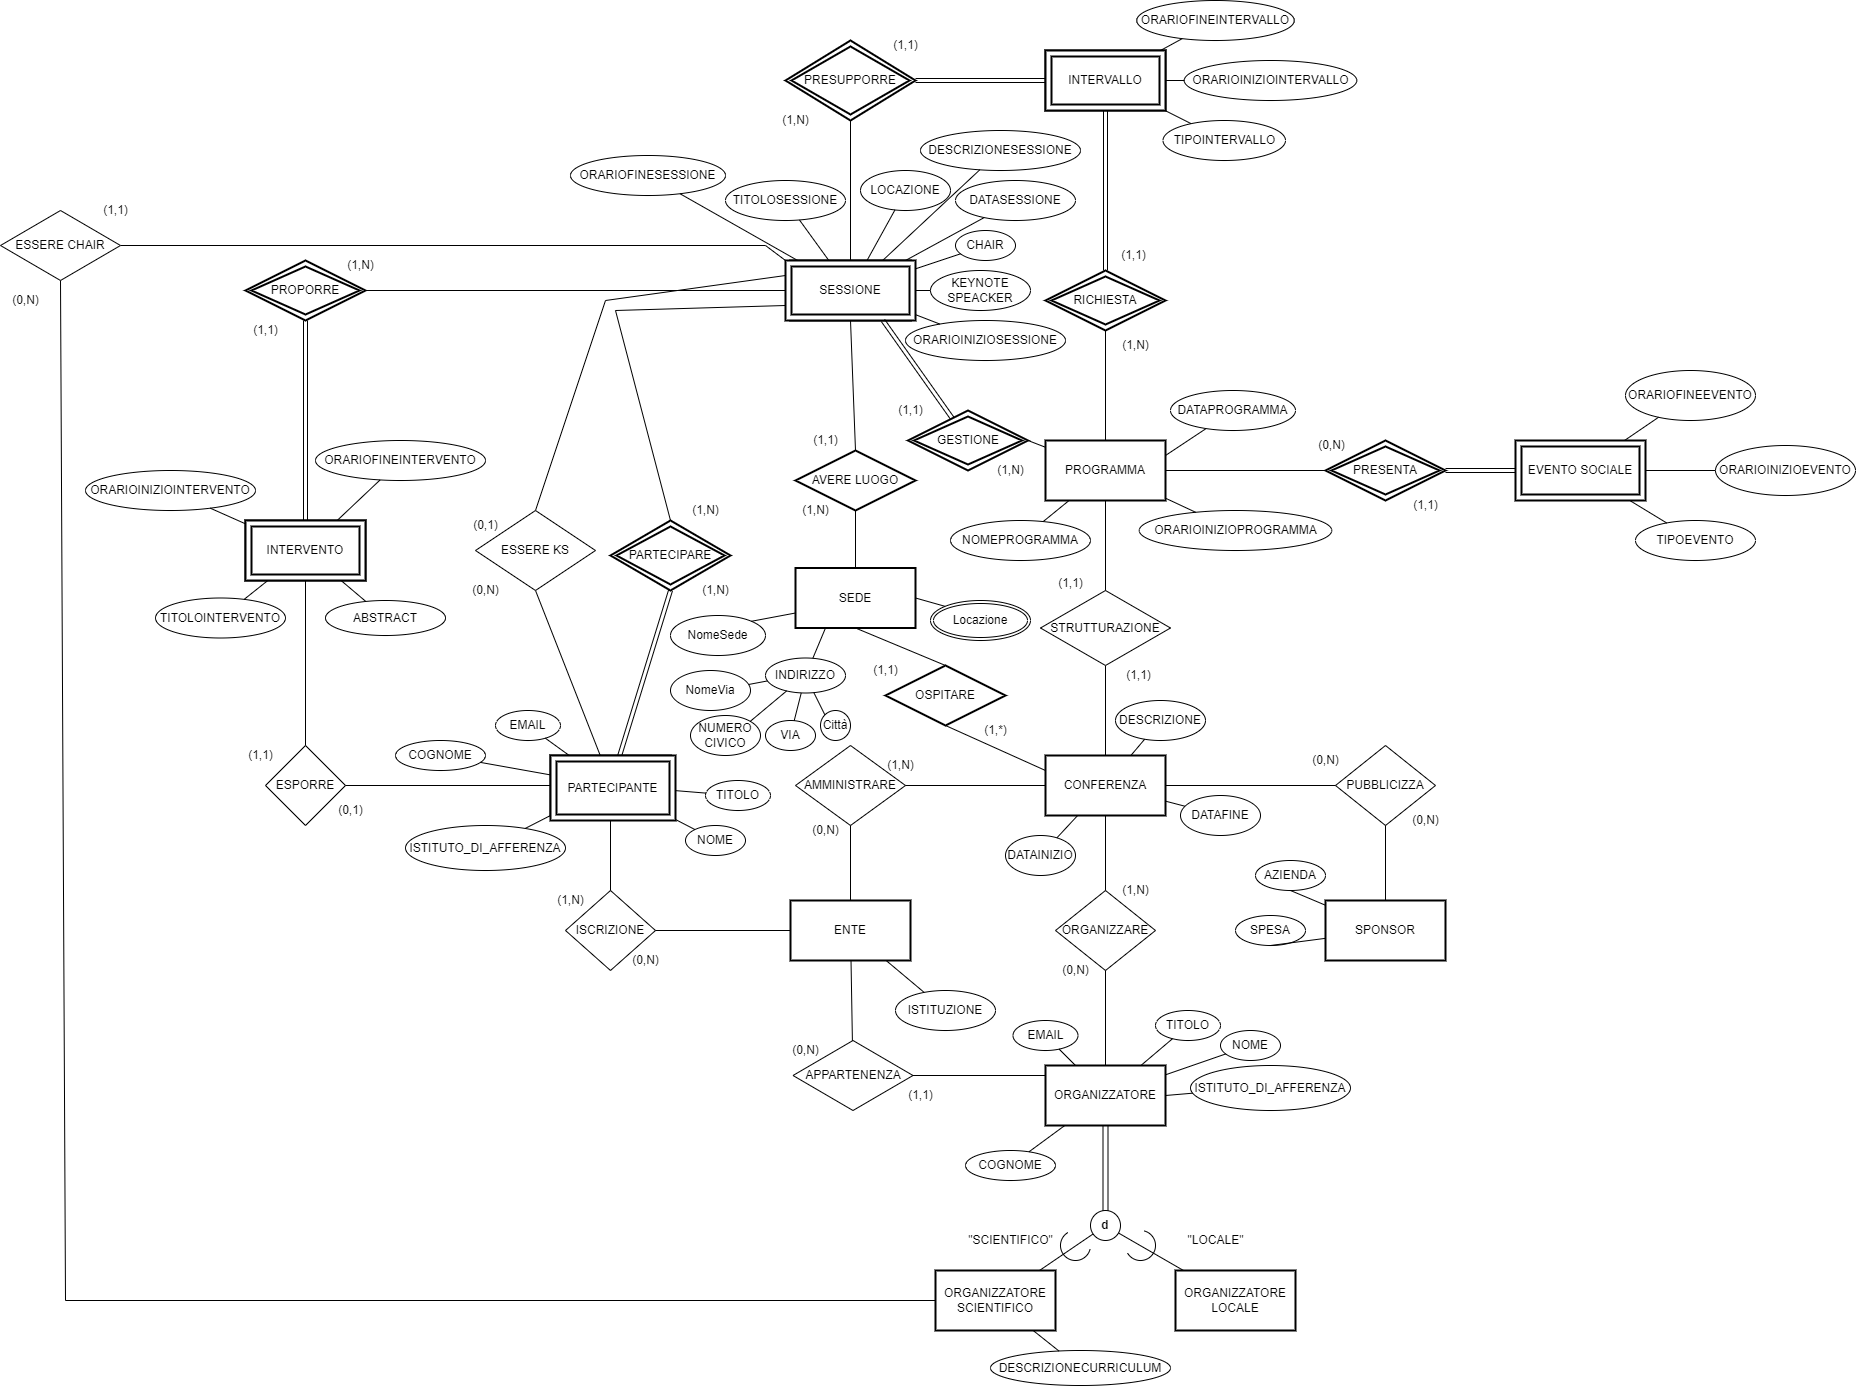 ORARIOFINEINTERVALLO
(1,1)
PRESUPPORRE
INTERVALLO
ORARIOINIZIOINTERVALLO
(1,N)
TIPOINTERVALLO
DESCRIZIONESESSIONE
ORARIOFINESESSIONE
TITOLOSESSIONE
LOCAZIONE
DATASESSIONE
(1,1)
ESSERE CHAIR
CHAIR
(1,N)
(1,1)
PROPORRE
SESSIONE
KEYNOTE
SPEACKER
RICHIESTA
(0,N)
(1,1)
ORARIOINIZIOSESSIONE
(1,N)
ORARIOFINEEVENTO
(1,1)
DATAPROGRAMMA
(1,1)
GESTIONE
(0,N)
ORARIOFINEINTERVENTO
(1,N)
PROGRAMMA
PRESENTA
EVENTO SOCIALE
ORARIOINIZIOEVENTO
AVERE LUOGO
ORARIOINIZIOINTERVENTO
(1,N)
(1,N)
(1,1)
(0,1)
ORARIOINIZIOPROGRAMMA
NOMEPROGRAMMA
TIPOEVENTO
INTERVENTO
ESSERE KS
PARTECIPARE
(0,N)
(1,N)
(1,1)
SEDE
TITOLOINTERVENTO
ABSTRACT
Locazione
STRUTTURAZIONE
NomeSede
(1,1)
INDIRIZZO
(1,1)
NomeVia
OSPITARE
EMAIL
NUMERO
CIVICO
VIA
Città
(1,*)
DESCRIZIONE
(1,1)
COGNOME
(1,N)
(0,N)
ESPORRE
PARTECIPANTE
TITOLO
AMMINISTRARE
CONFERENZA
PUBBLICIZZA
(0,1)
DATAFINE
(0,N)
(0,N)
NOME
ISTITUTO_DI_AFFERENZA
DATAINIZIO
AZIENDA
(1,N)
(1,N)
ISCRIZIONE
ENTE
ORGANIZZARE
SPESA
SPONSOR
(0,N)
(0,N)
ISTITUZIONE
TITOLO
EMAIL
NOME
(0,N)
APPARTENENZA
ISTITUTO_DI_AFFERENZA
(1,1)
ORGANIZZATORE
COGNOME
d
"SCIENTIFICO"
"LOCALE"
ORGANIZZATORE
SCIENTIFICO
ORGANIZZATORE
LOCALE
DESCRIZIONECURRICULUM